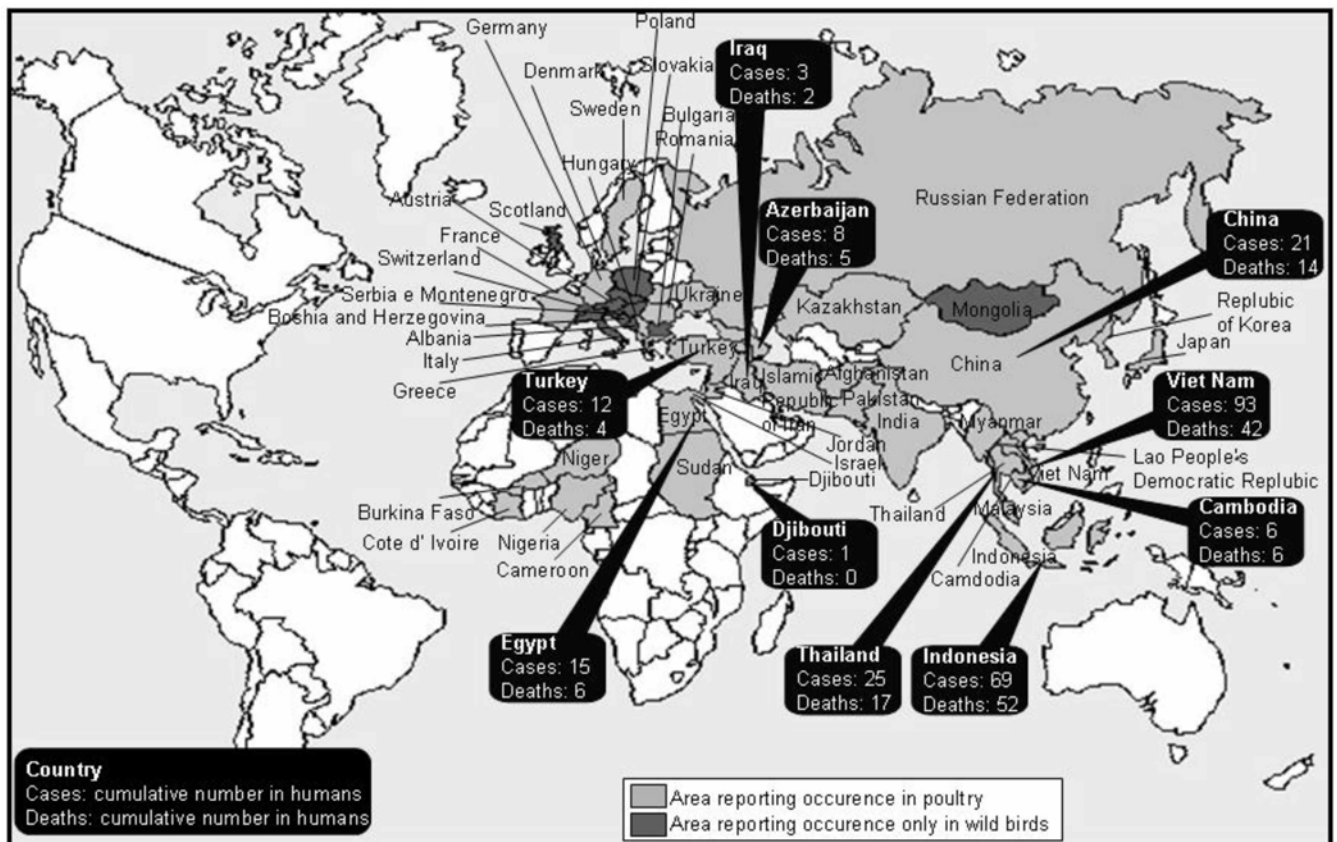 Poland
Germany
Iraq
Cases: 3
Deaths: 2
Denmark
Slovakia
Sweden
Bulgaria
Romania
Hungary
Austria
Scotland
France
Switzerland
Serbia e Montenegro
Boshia and Herzegovina
Albania
Italy
Greece
Russian Federation
Azerbaijan
Cases: 8
Deaths: 5
China
Cases: 21
Deaths: 14
Ukraine
Kazakhstan
Mongolia
Replubic
of Korea
Japan
China
Turkey
Turkey
Cases: 12
Deaths: 4
Iraq
Islamic
Republic
of Iran
Afghanistan
Pakistan
India
Myanmar
Viet Nam
Cases: 93
Deaths: 42
Egypt
Jordan
Israel
Djibouti
Niger
Sudan
Lao People's
Democratic Replubic
Viet Nam
Thailand
Malaysia
Cambodia
Cases: 6
Deaths: 6
Burkina Faso
Cote d' Ivoire
Nigeria
Cameroon
Djibouti
Cases: 1
Deaths: 0
Indonesia
Camdodia
Egypt
Cases: 15
Deaths: 6
Thailand
Cases: 25
Deaths: 17
Indonesia
Cases: 69
Deaths: 52
Country
Cases: cumulative number in humans
Deaths: cumulative number in humans
Area reporting occurence in poultry
Area reporting occurence only in wild birds